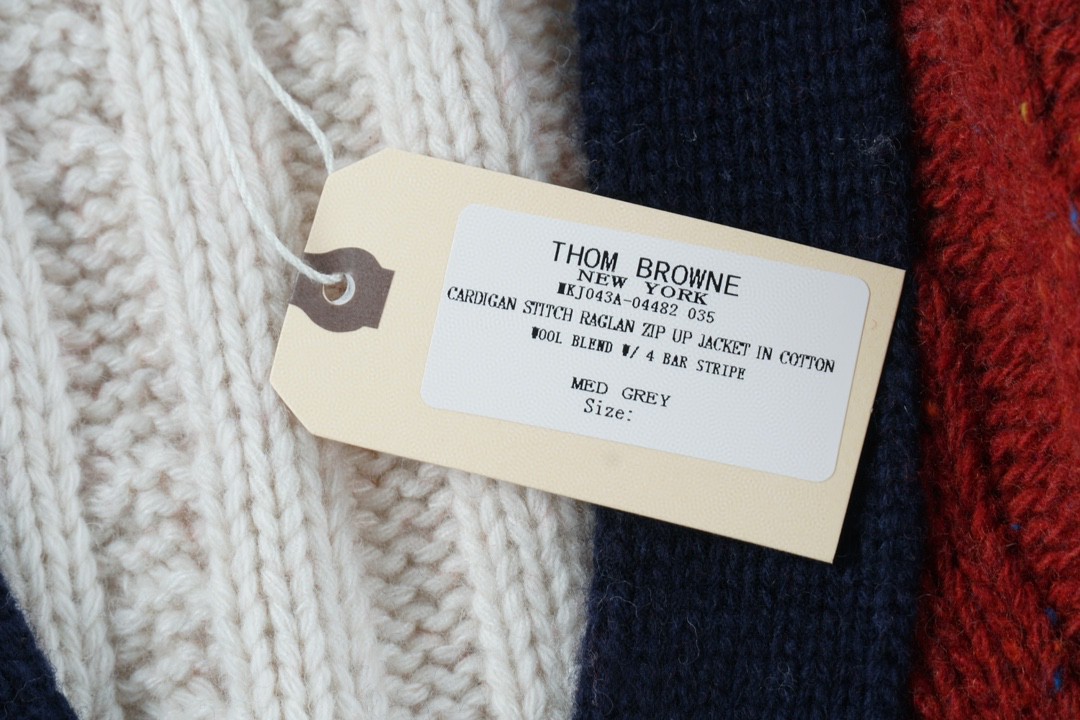 THOM BROWNE
NEW YORK
MKJ043A-04482 035
CARDIGAN STITCH RAGLAN ZIP UP JACKET IN COTTON
WOOL BLEND W/ 4 BAR STRIPE
MED GREY
Size: